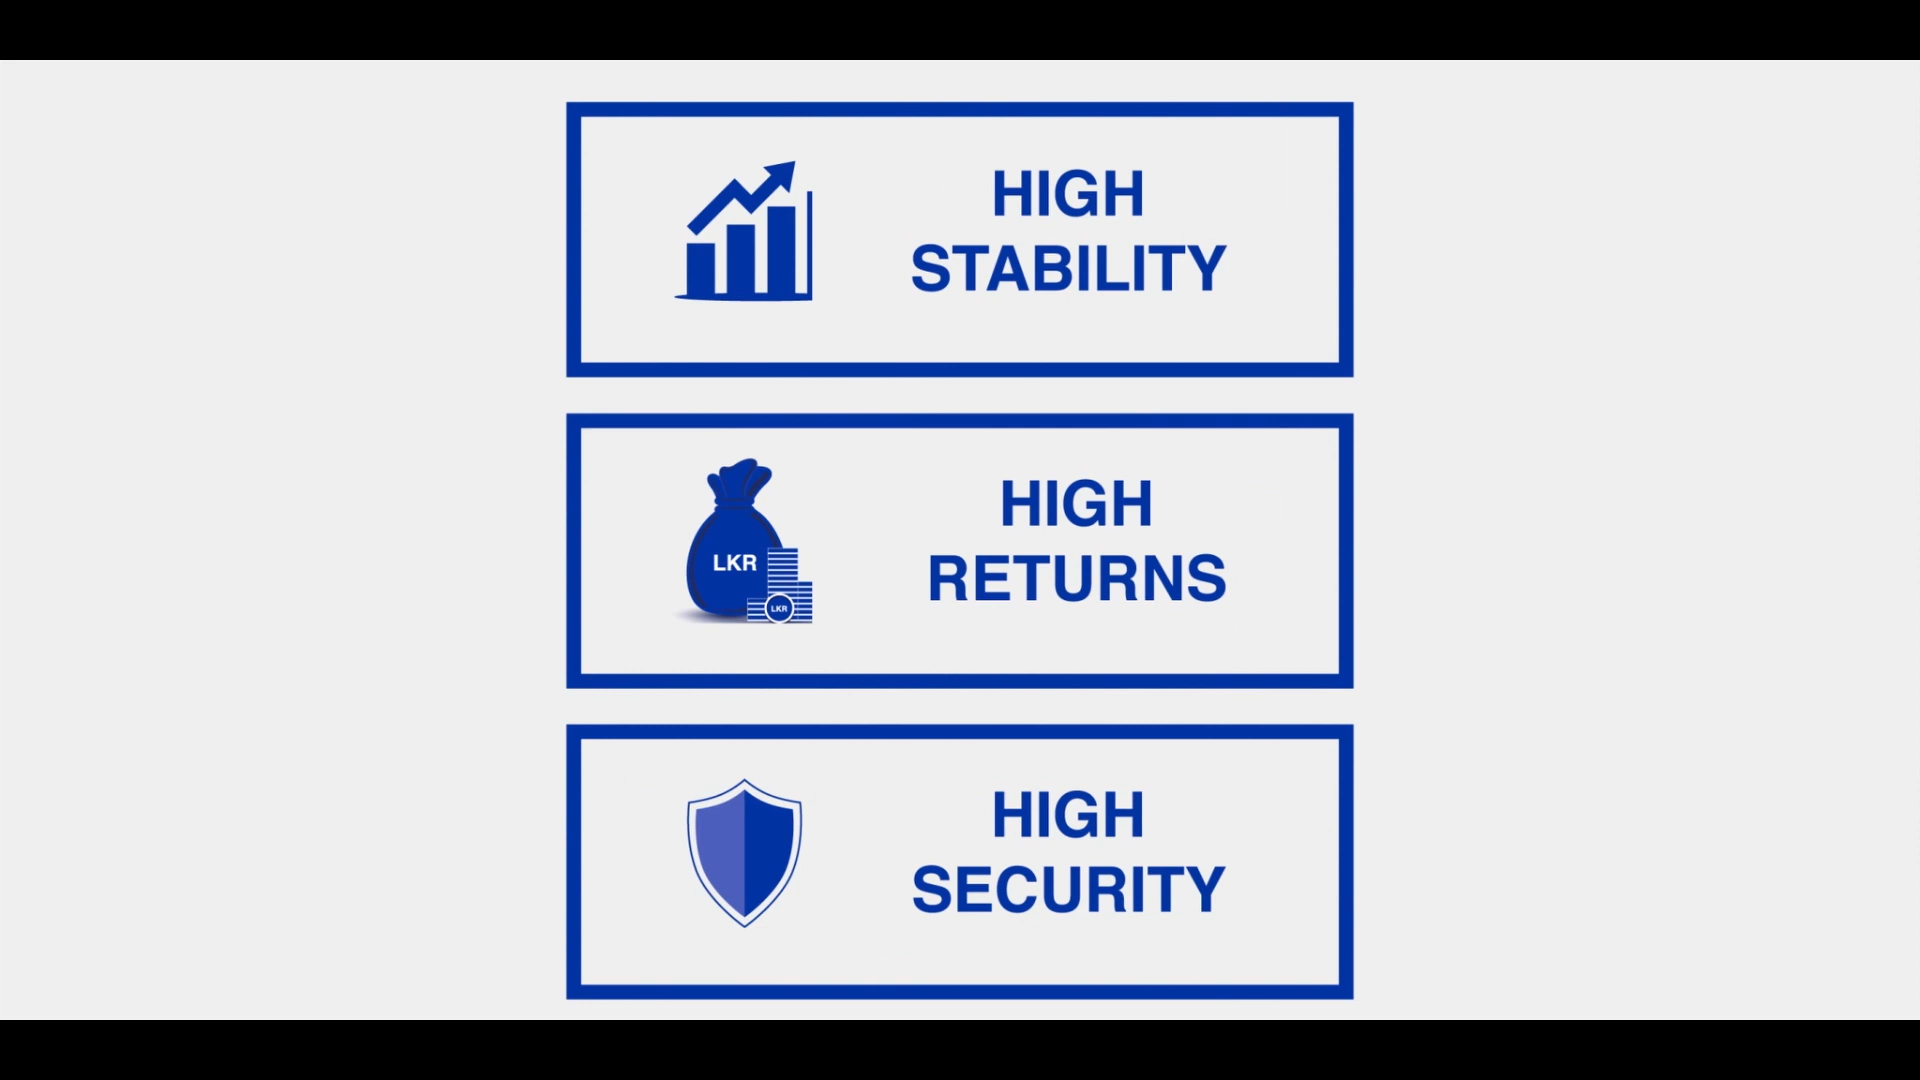 HIGH
STABILITY
HIGH
RETURNS
LKR
LKR
HIGH
SECURITY